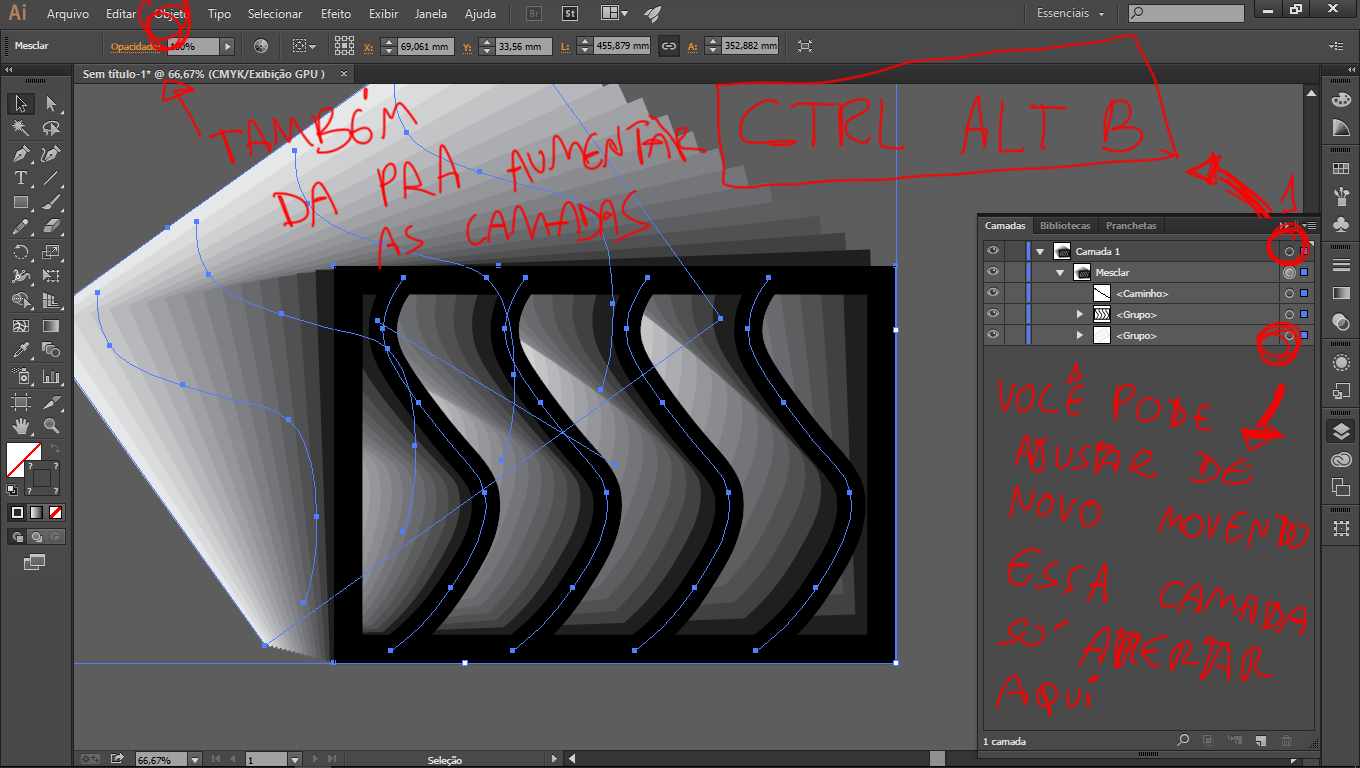 Ai Arquivo Editar Objeto Tipo Selecionar Efeito Exibir Janela Ajuda Br St Essenciais
Mesclar Opacidade: 100% X: 69,061 mm Y: 33,56 mm L: 455,879 mm A: 352,882 mm
Sem título-1* @ 66,67% (CMYK/Exibição GPU ) ×
CTRL ALT B
TAMBÉM
DA PRA AUMENTAR
AS CAMADAS
1
Camadas Bibliotecas Pranchetas
Camada 1
Mesclar
<Caminho>
<Grupo>
<Grupo>
VOCÊ PODE
AJUSTAR DE
NOVO MOVENDO
ESSA CAMADA
SÓ APERTAR
AQUI
1 camada
66,67% 1 Seleção